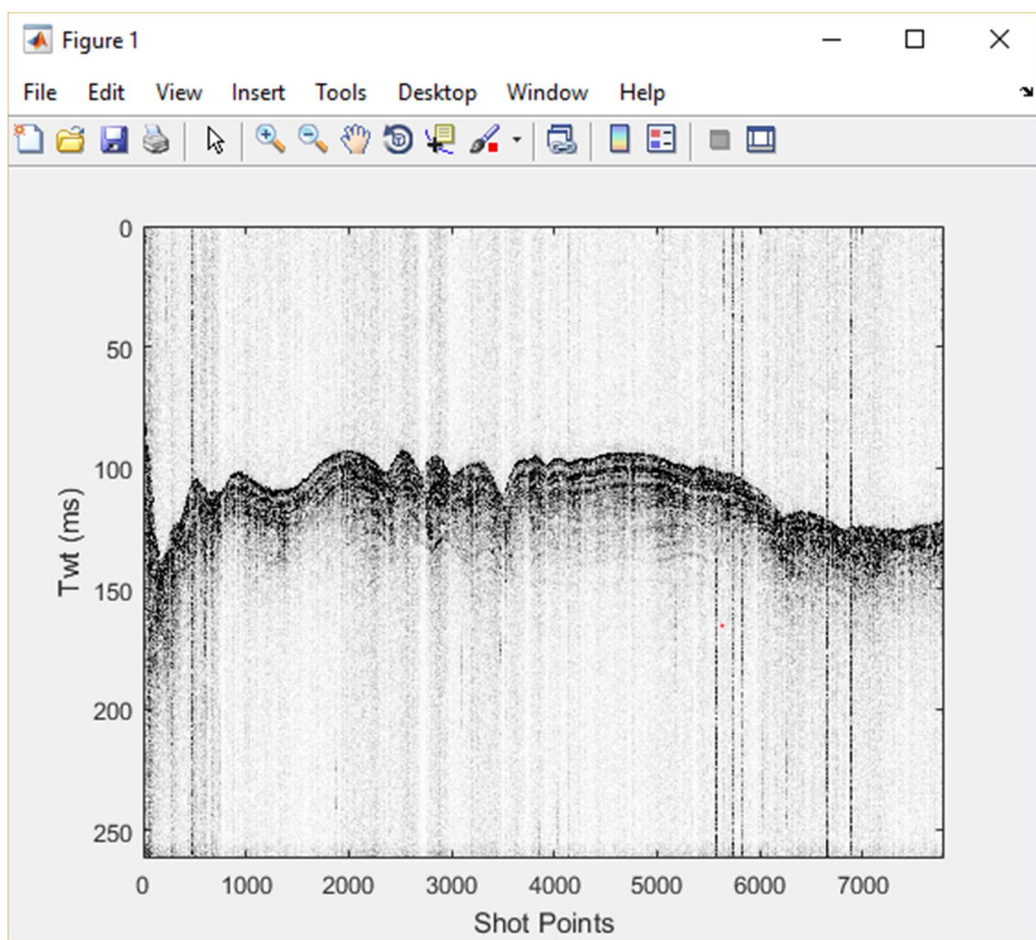 Figure 1
File Edit View Insert Tools Desktop Window Help
0
50
100
150
200
250
Twt (ms)
0 1000 2000 3000 4000 5000 6000 7000
Shot Points